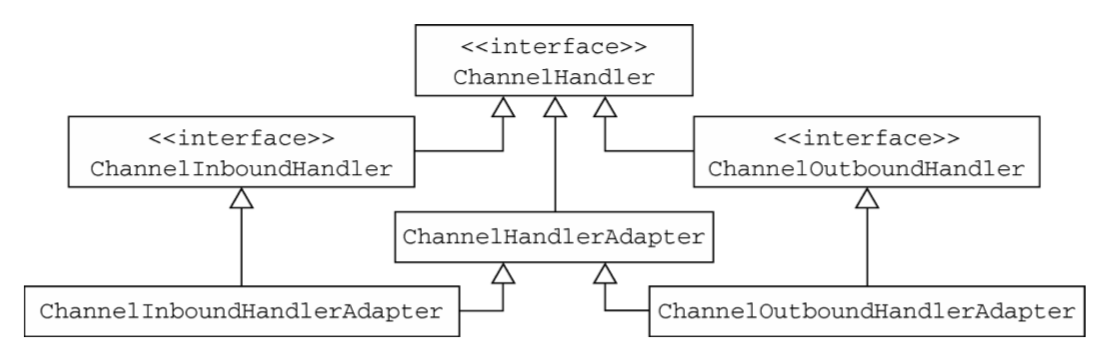 <<interface>>
ChannelHandler
<<interface>>
ChannelInboundHandler
<<interface>>
ChannelOutboundHandler
ChannelHandlerAdapter
ChannelInboundHandlerAdapter
ChannelOutboundHandlerAdapter